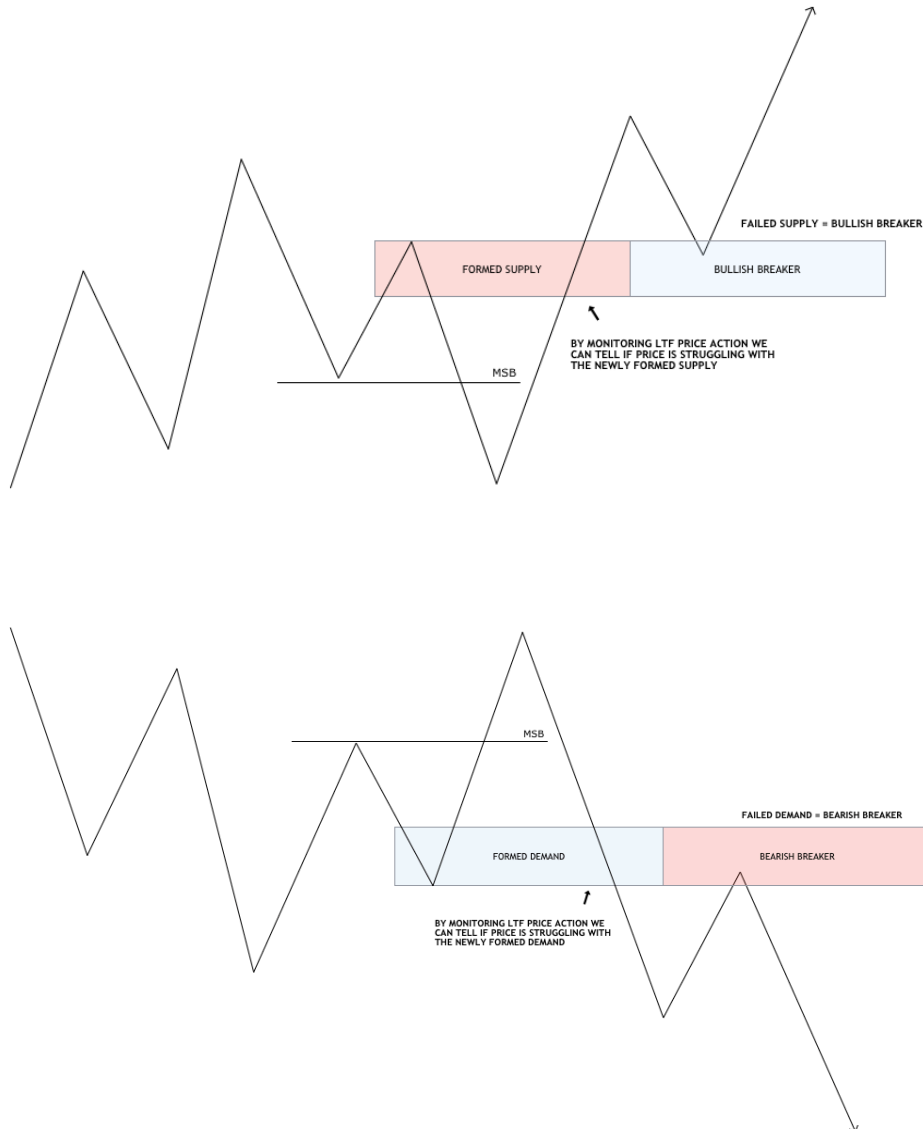 FAILED SUPPLY = BULLISH BREAKER
FORMED SUPPLY
BULLISH BREAKER
BY MONITORING LTF PRICE ACTION WE
CAN TELL IF PRICE IS STRUGGLING WITH
THE NEWLY FORMED SUPPLY
MSB
MSB
FAILED DEMAND = BEARISH BREAKER
FORMED DEMAND
BEARISH BREAKER
BY MONITORING LTF PRICE ACTION WE
CAN TELL IF PRICE IS STRUGGLING WITH
THE NEWLY FORMED DEMAND